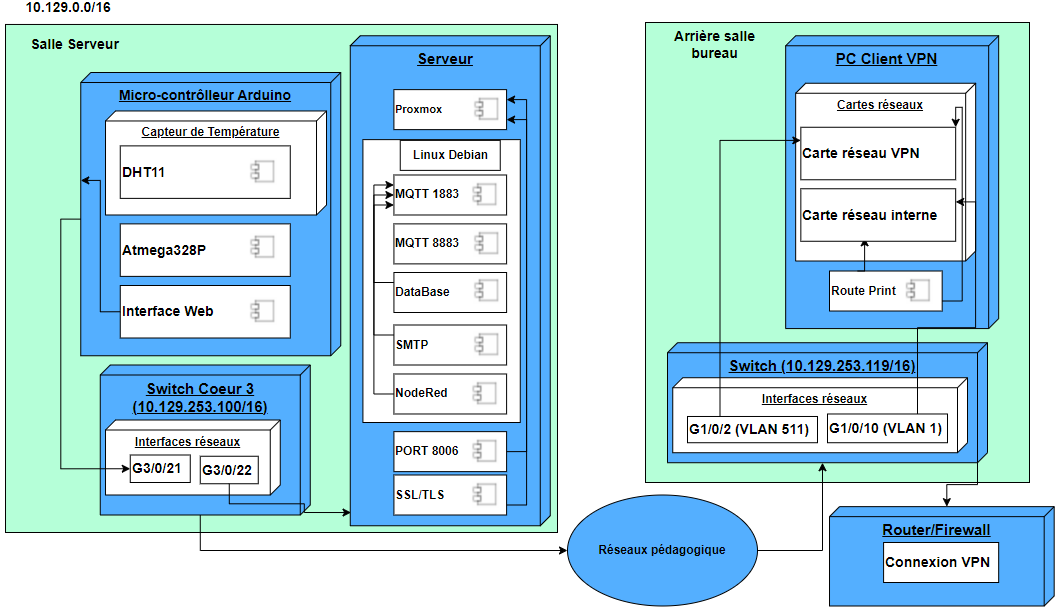 10.129.0.0/16
Salle Serveur
Micro-contrôlleur Arduino
Capteur de Température
DHT11
Atmega328P
Interface Web
Switch Coeur 3
(10.129.253.100/16)
Interfaces réseaux
G3/0/21
G3/0/22
Serveur
Proxmox
Linux Debian
MQTT 1883
MQTT 8883
DataBase
SMTP
NodeRed
PORT 8006
SSL/TLS
Réseaux pédagogique
Arrière salle
bureau
PC Client VPN
Cartes réseaux
Carte réseau VPN
Carte réseau interne
Route Print
Switch (10.129.253.119/16)
Interfaces réseaux
G1/0/2 (VLAN 511)
G1/0/10 (VLAN 1)
Router/Firewall
Connexion VPN